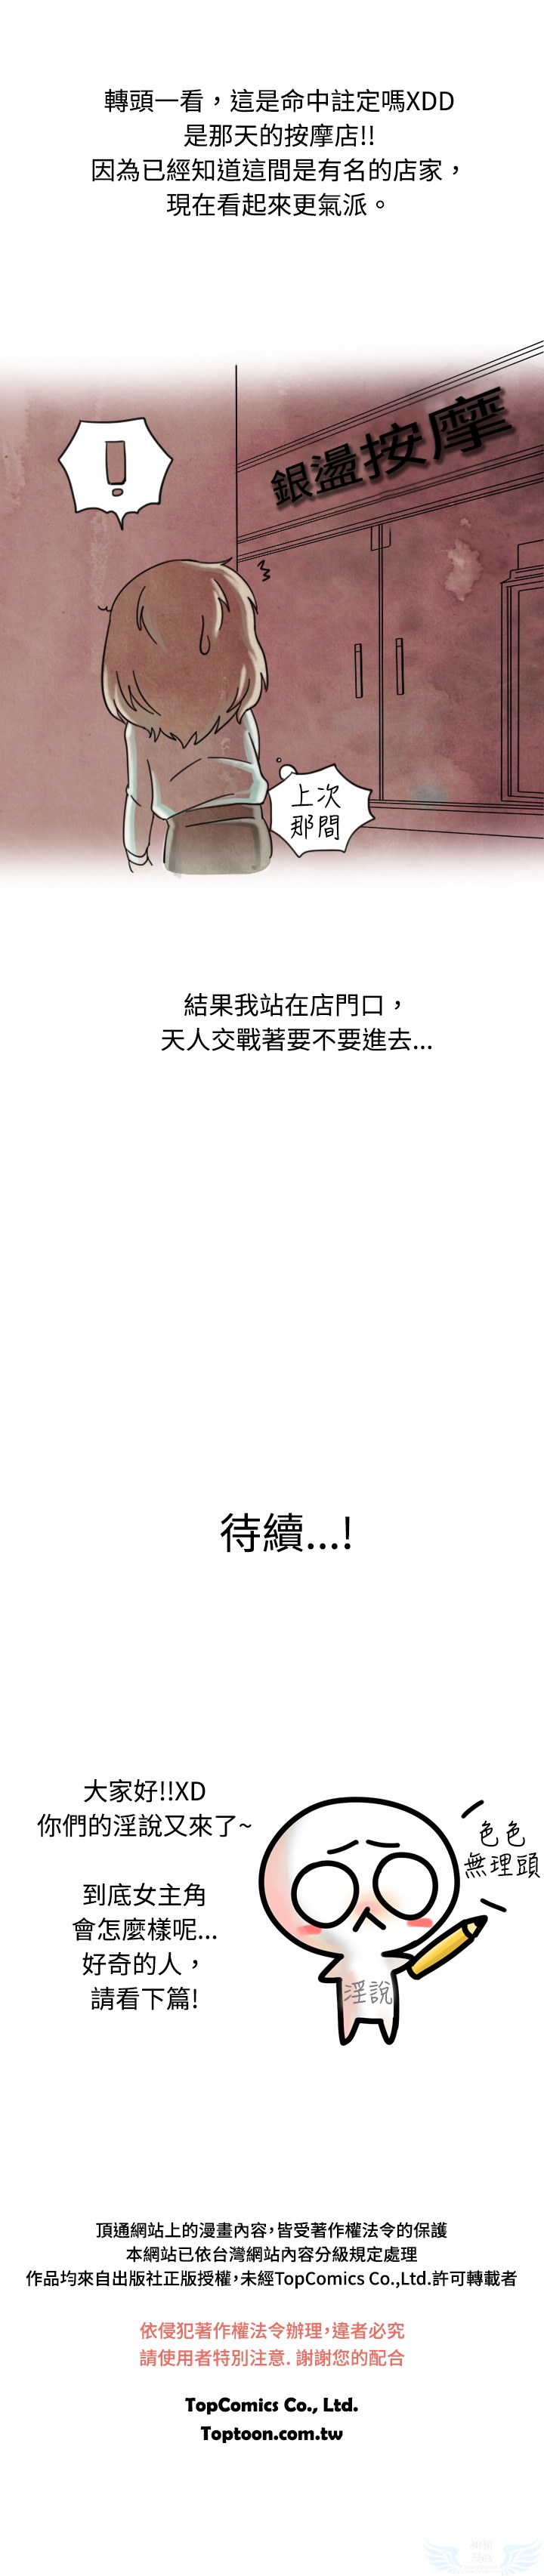 轉頭一看，這是命中註定嗎XDD
是那天的按摩店!!
因為已經知道這間是有名的店家，
現在看起來更氣派。
!
銀盪按摩
上次
那間
結果我站在店門口，
天人交戰著要不要進去...
待續...!
大家好!!XD
你們的淫說又來了~
到底女主角
會怎麼樣呢...
好奇的人，
請看下篇!
色色
無理頭
淫說
頂通網站上的漫畫內容，皆受著作權法令的保護
本網站已依台灣網站內容分級規定處理
作品均來自出版社正版授權，未經TopComics Co.,Ltd.許可轉載者
依侵犯著作權法令辦理，違者必究
請使用者特別注意. 謝謝您的配合
TopComics Co., Ltd.
Toptoon.com.tw